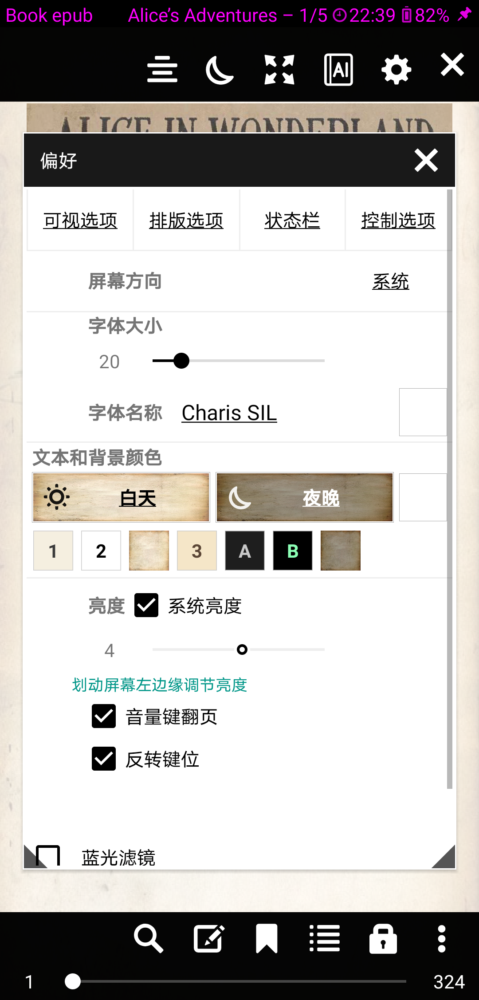 Book epub Alice’s Adventures – 1/5 22:39 82%
AI
ALICE IN WONDERLAND
偏好
可视选项 排版选项 状态栏 控制选项
屏幕方向 系统
字体大小
20
字体名称 Charis SIL
文本和背景颜色
白天 夜晚
1 2 3 A B
亮度 系统亮度
4
划动屏幕左边缘调节亮度
音量键翻页
反转键位
蓝光滤镜
1 324